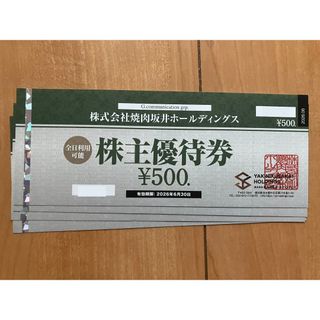 G.communication grp.
株式会社焼肉坂井ホールディングス
¥500.
2026.06
全日利用
可能
株主優待券
¥500.
有効期限 2026年6月30日
YAKINIKU SAKAI
HOLDINGS